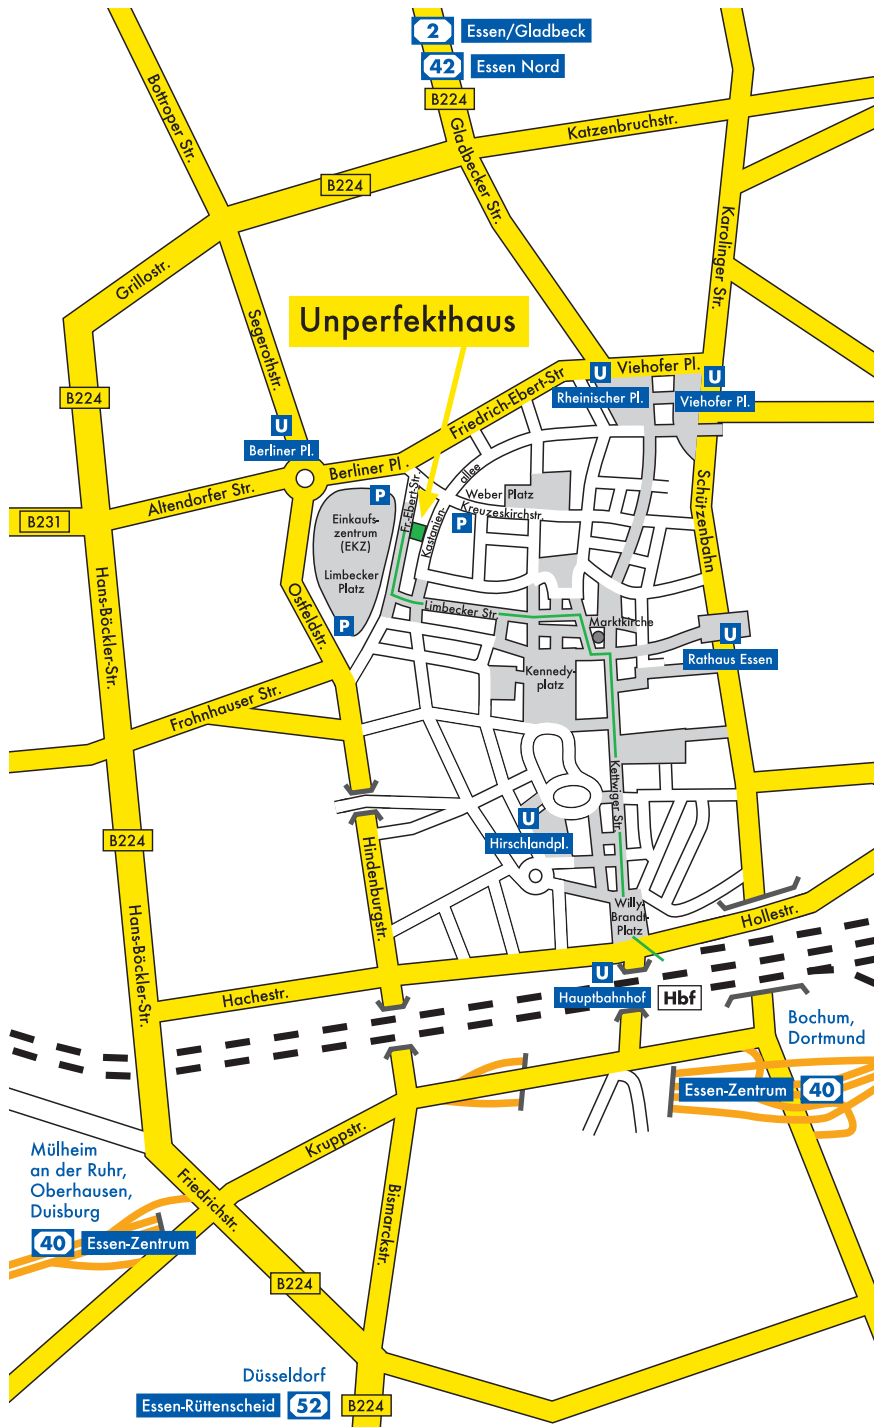 2 Essen/Gladbeck
42 Essen Nord
B224
Bottroper Str.
Gladbecker Str.
Katzenbruchstr.
B224
Karolinger Str.
Grillostr.
Segerothstr.
Unperfekthaus
B224
U
Berliner Pl.
Berliner Pl.
Friedrich-Ebert-Str
U
Rheinischer Pl.
Viehofer Pl.
U
Viehofer Pl.
Altendorfer Str.
B231
P
Einkaufs-
zentrum
(EKZ)
Limbecker
Platz
P
Fr.-Ebert-Str.
Kastanien-
allee
P
Weber Platz
Kreuzeskirchstr.
Schützenbahn
Hans-Böckler-Str.
Ostfeldstr.
Limbecker Str.
Marktkirche
U
Rathaus Essen
Kennedy-
platz
Frohnhauser Str.
Kettwiger Str.
B224
U
Hirschlandpl.
Hindenburgstr.
Willy-
Brandt-
Platz
Hollestr.
Hans-Böckler-Str.
Hachestr.
U
Hauptbahnhof
Hbf
Bochum,
Dortmund
Essen-Zentrum 40
Kruppstr.
Mülheim
an der Ruhr,
Oberhausen,
Duisburg
40 Essen-Zentrum
Friedrichstr.
Bismarckstr.
B224
Düsseldorf
Essen-Rüttenscheid 52 B224